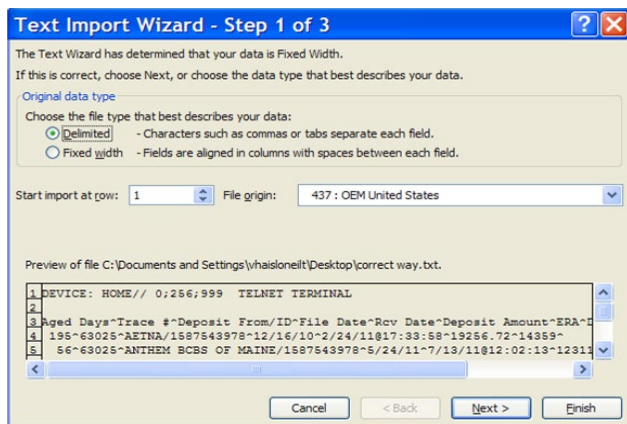 Text Import Wizard - Step 1 of 3
The Text Wizard has determined that your data is Fixed Width.
If this is correct, choose Next, or choose the data type that best describes your data.
Original data type
Choose the file type that best describes your data:
Delimited - Characters such as commas or tabs separate each field.
Fixed width - Fields are aligned in columns with spaces between each field.
Start import at row: 1 File origin: 437 : OEM United States
Preview of file C:\Documents and Settings\vhaisloneilt\Desktop\correct way.txt.
1 DEVICE: HOME// 0;256;999 TELNET TERMINAL
2
3 Aged Days^Trace #^Deposit From/ID^File Date^Rcv Date^Deposit Amount^ERA^D
4 195^63025^AETNA/1587543978^12/16/10^2/24/11@17:33:58^19256.72^14359^
5 56^63025^ANTHEM BCBS OF MAINE/1587543978^5/24/11^7/13/11@12:02:13^12311
Cancel < Back Next > Finish